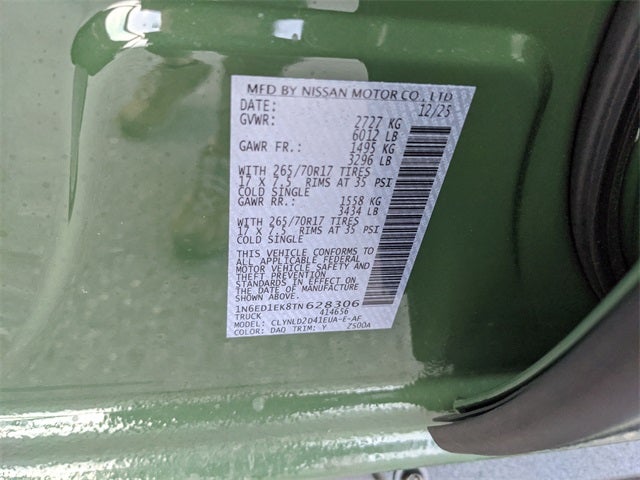 MFD BY NISSAN MOTOR CO., LTD
DATE: 12/25
GVWR: 2727 KG
6012 LB
GAWR FR.: 1495 KG
3296 LB
WITH 265/70R17 TIRES
17 X 7.5 RIMS AT 35 PSI
COLD SINGLE
GAWR RR.: 1558 KG
3434 LB
WITH 265/70R17 TIRES
17 X 7.5 RIMS AT 35 PSI
COLD SINGLE
THIS VEHICLE CONFORMS TO
ALL APPLICABLE FEDERAL
MOTOR VEHICLE SAFETY AND
THEFT PREVENTION
STANDARDS IN EFFECT ON
THE DATE OF MANUFACTURE
SHOWN ABOVE.
1N6ED1EK8TN628306
TRUCK 414656
MODEL: CLYNLD2D41EUA-E-AF
COLOR: DAQ TRIM: Y ZSOOA